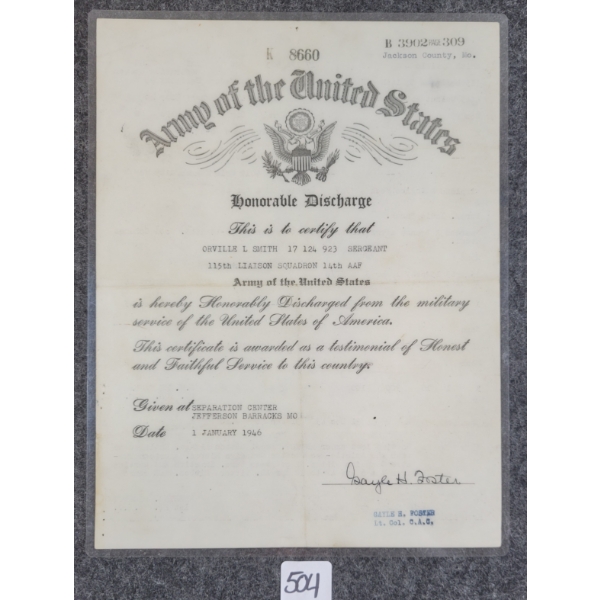 K 8660
B 3902 PAGE 309
Jackson County, Mo.
Army of the United States
Honorable Discharge
This is to certify that
ORVILLE L SMITH 17 124 923 SERGEANT
115th LIAISON SQUADRON 14th AAF
Army of the United States
is hereby Honorably Discharged from the military
service of the United States of America.
This certificate is awarded as a testimonial of Honest
and Faithful Service to this country.
Given at SEPARATION CENTER
JEFFERSON BARRACKS MO
Date 1 JANUARY 1946
Gayle H. Foster
GAYLE H. FOSTER
Lt. Col. C.A.C.
504